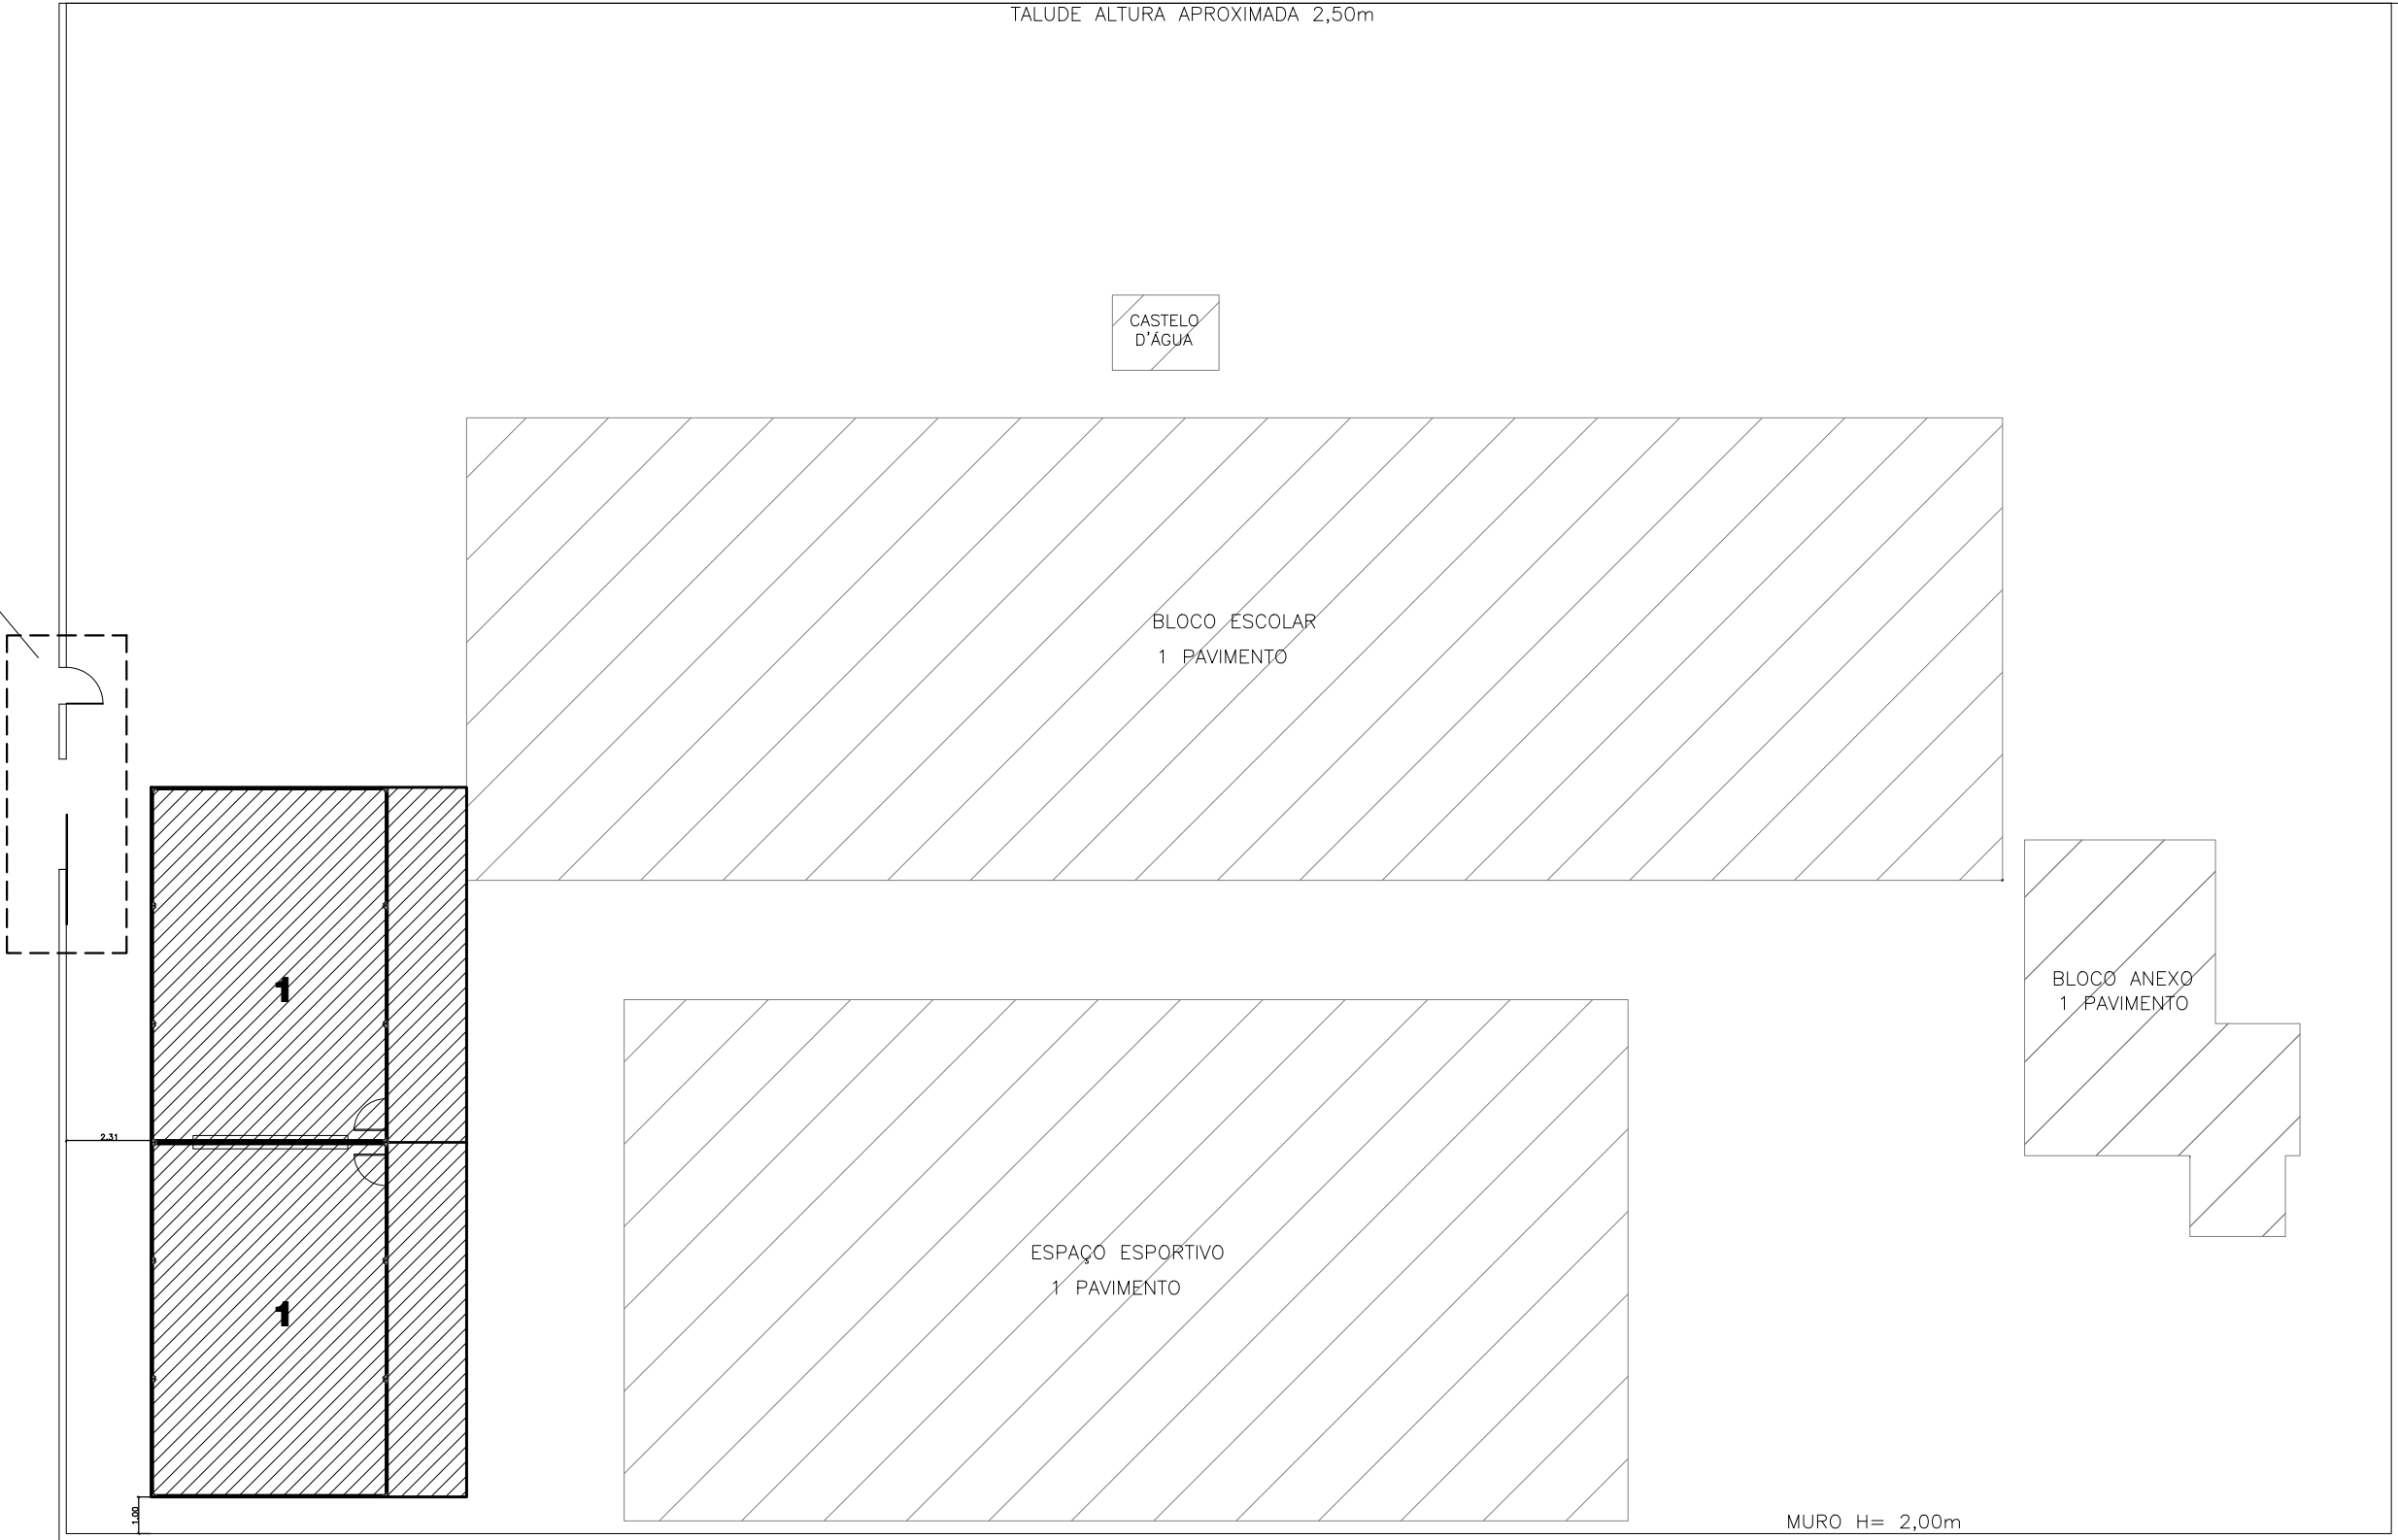 TALUDE ALTURA APROXIMADA 2,50m
CASTELO
D'ÁGUA
BLOCO ESCOLAR
1 PAVIMENTO
1
BLOCO ANEXO
1 PAVIMENTO
2.31
ESPAÇO ESPORTIVO
1 PAVIMENTO
1
1.00
MURO H= 2,00m